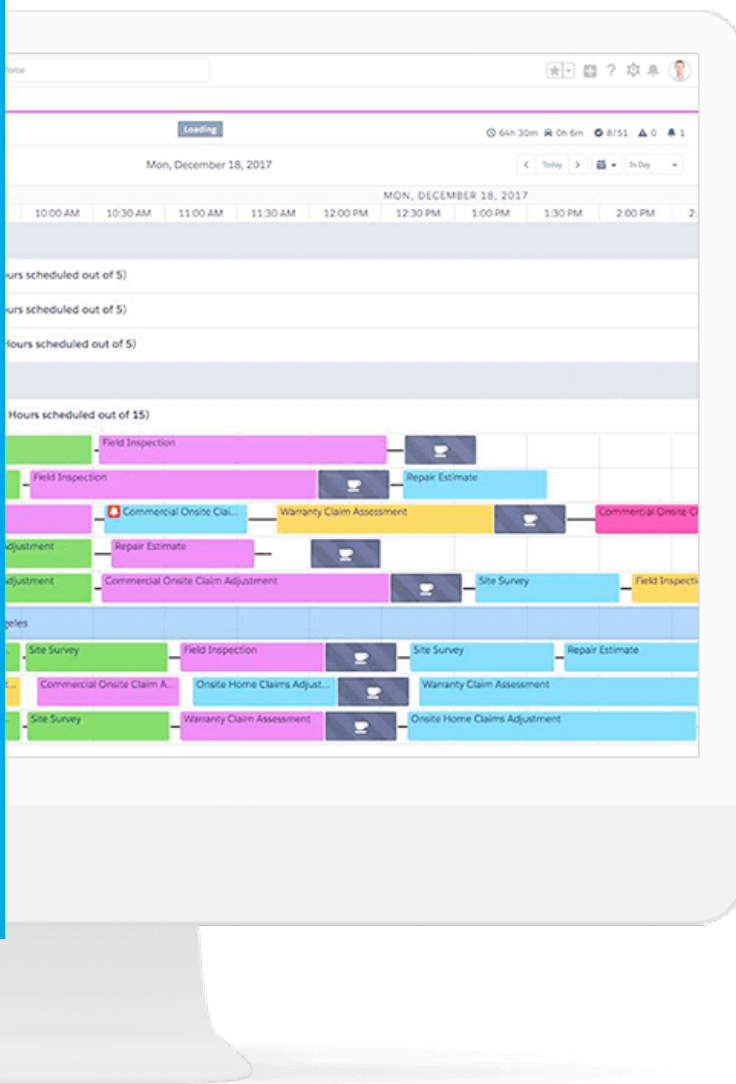 force
Loading
64h 30m 0h 6m 8/51 0 1
Mon, December 18, 2017
Today
MON, DECEMBER 18, 2017
10:00 AM 10:30 AM 11:00 AM 11:30 AM 12:00 PM 12:30 PM 1:00 PM 1:30 PM 2:00 PM 2:
urs scheduled out of 5)
urs scheduled out of 5)
Hours scheduled out of 5)
Hours scheduled out of 15)
Field Inspection
Field Inspection Repair Estimate
Commercial Onsite Clai... Warranty Claim Assessment Commercial Onsite Cl
djustment Repair Estimate
djustment Commercial Onsite Claim Adjustment Site Survey Field Inspecti
geles
Site Survey Field Inspection Site Survey Repair Estimate
Commercial Onsite Claim A... Onsite Home Claims Adjust... Warranty Claim Assessment
Site Survey Warranty Claim Assessment Onsite Home Claims Adjustment